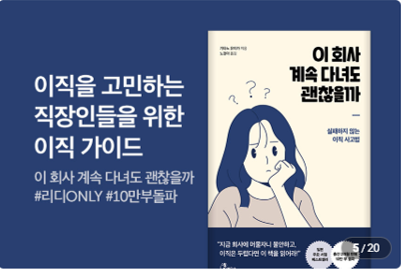 이직을 고민하는
직장인들을 위한
이직 가이드
이 회사 계속 다녀도 괜찮을까
#리디ONLY #10만부돌파
이 회사
계속 다녀도
괜찮을까
실패하지 않는
이직 사고법
"지금 회사에 머물자니 불안하고,
이직은 두렵다면 이 책을 읽어라!"
5 / 20